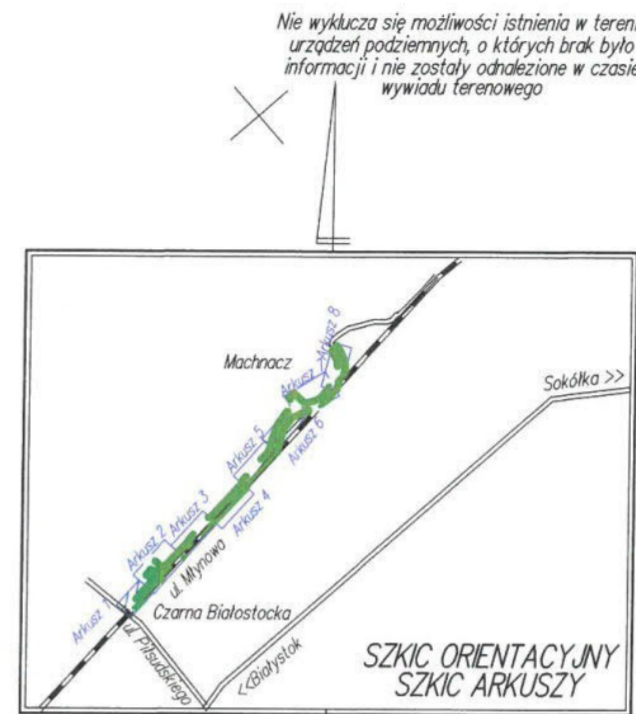 Nie wyklucza się możliwości istnienia w tereni
urządzeń podziemnych, o których brak było
informacji i nie zostały odnalezione w czasie
wywiadu terenowego
Arkusz 8
Machnacz
Arkusz
Sokółka >>
Arkusz 5
Arkusz 6
Arkusz 3
Arkusz 2
Arkusz 4
ul. Młynowa
Arkusz 1
Czarna Białostocka
ul. Piłsudskiego
<<Białystok
SZKIC ORIENTACYJNY
SZKIC ARKUSZY